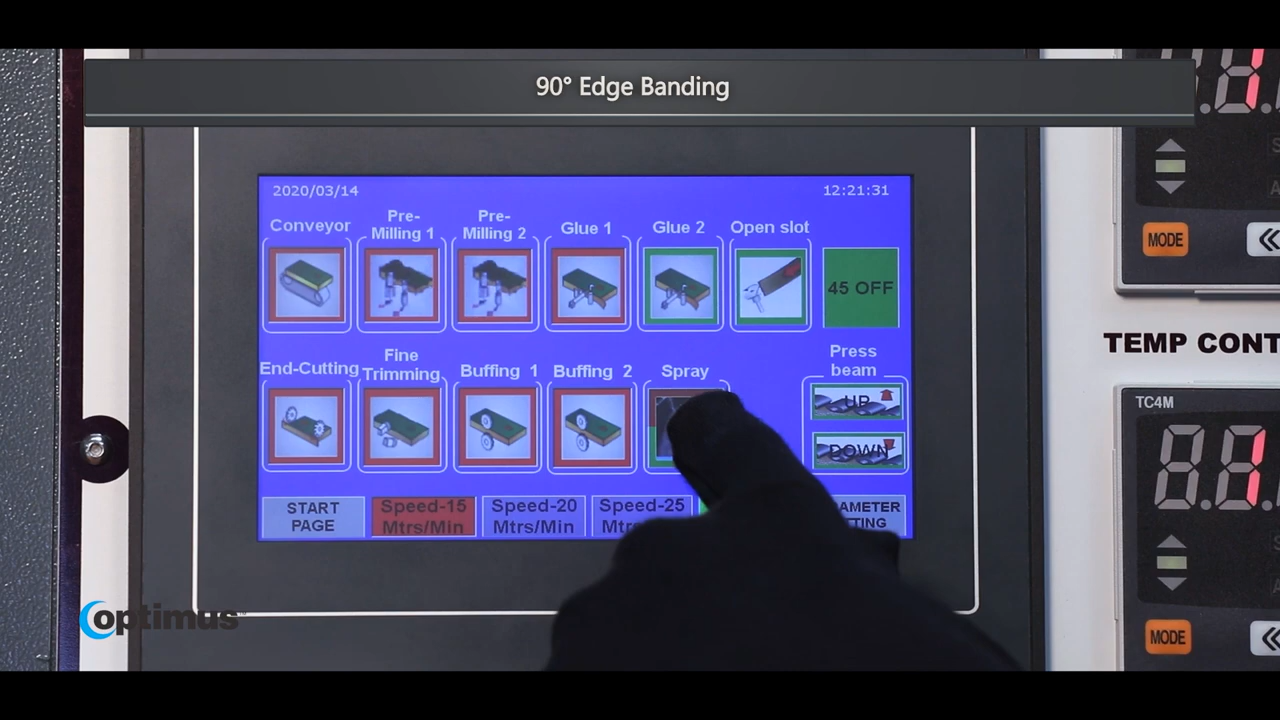 90° Edge Banding
2020/03/14
12:21:31
Conveyor
Pre-
Milling 1
Pre-
Milling 2
Glue 1
Glue 2
Open slot
45 OFF
End-Cutting
Fine
Trimming
Buffing 1
Buffing 2
Spray
Press
beam
UP
DOWN
START
PAGE
Speed-15
Mtrs/Min
Speed-20
Mtrs/Min
Speed-25
MODE
TEMP CONT
TC4M
MODE
optimus